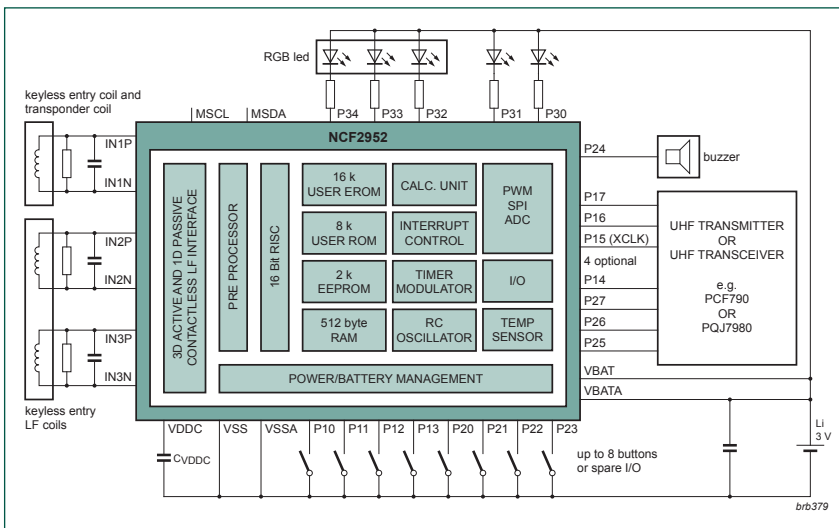 RGB led
keyless entry coil and
transponder coil
MSCL
MSDA
P34
P33
P32
P31
P30
NCF2952
IN1P
IN1N
IN2P
IN2N
IN3P
IN3N
keyless entry
LF coils
3D ACTIVE AND 1D PASSIVE
CONTACTLESS LF INTERFACE
PRE PROCESSOR
16 Bit RISC
16 k
USER EROM
CALC. UNIT
PWM
SPI
ADC
8 k
USER ROM
INTERRUPT
CONTROL
2 k
EEPROM
TIMER
MODULATOR
I/O
512 byte
RAM
RC
OSCILLATOR
TEMP
SENSOR
POWER/BATTERY MANAGEMENT
P24
buzzer
P17
P16
P15 (XCLK)
4 optional
P14
P27
P26
P25
UHF TRANSMITTER
OR
UHF TRANSCEIVER
e.g.
PCF790
OR
PQJ7980
VBAT
VBATA
VDDC
VSS
VSSA
P10
P11
P12
P13
P20
P21
P22
P23
CVDDC
up to 8 buttons
or spare I/O
Li
3 V
brb379